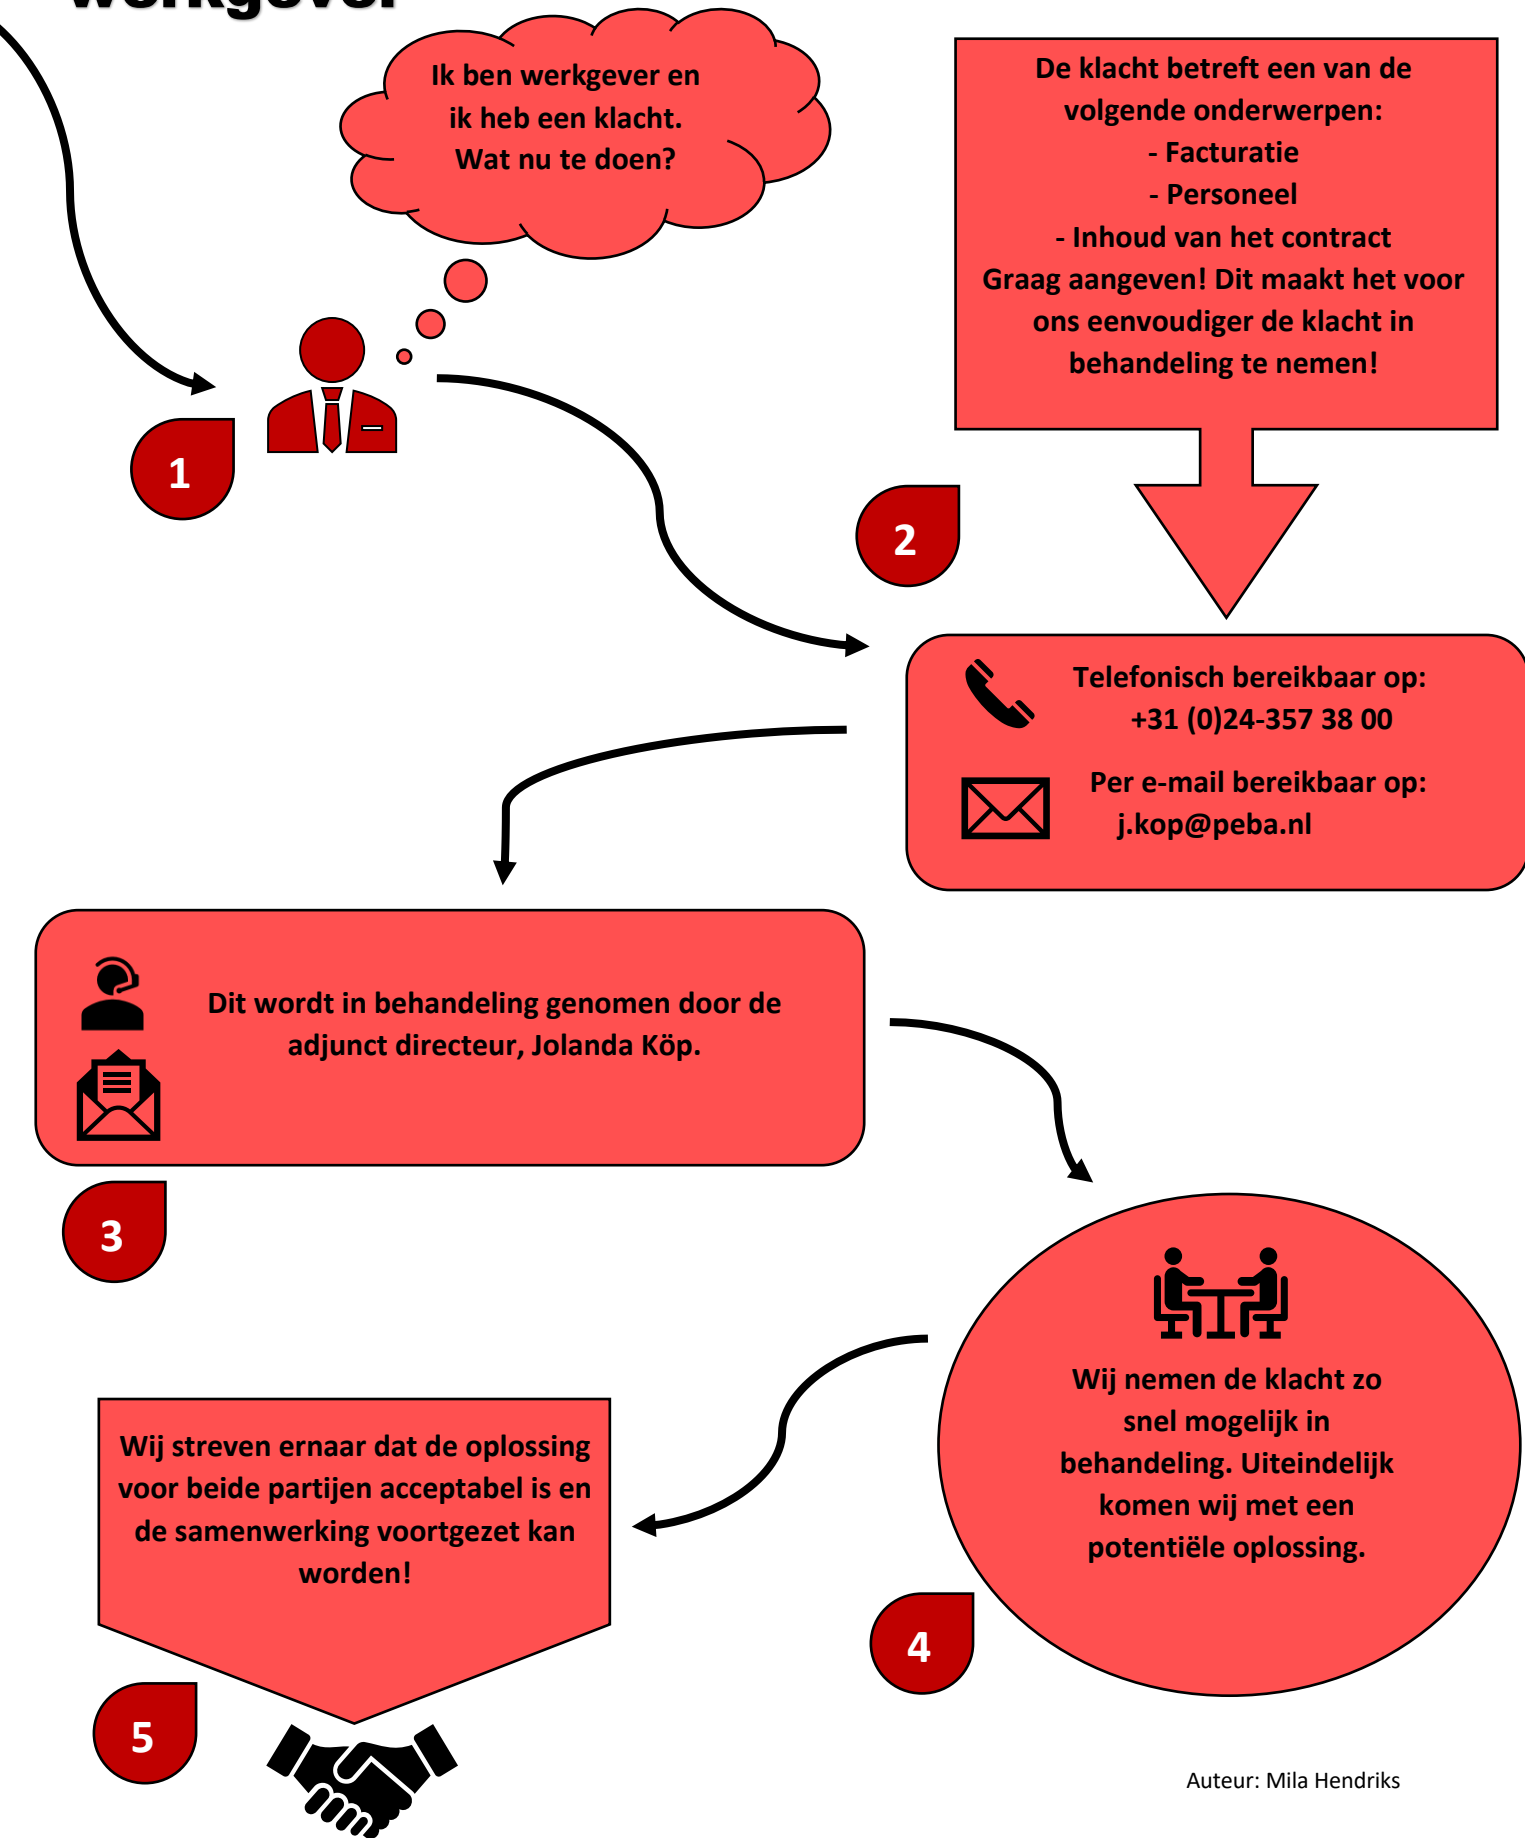 werkgever
Ik ben werkgever en
ik heb een klacht.
Wat nu te doen?
De klacht betreft een van de
volgende onderwerpen:
- Facturatie
- Personeel
- Inhoud van het contract
Graag aangeven! Dit maakt het voor
ons eenvoudiger de klacht in
behandeling te nemen!
1
2
Telefonisch bereikbaar op:
+31 (0)24-357 38 00
Per e-mail bereikbaar op:
j.kop@peba.nl
Dit wordt in behandeling genomen door de
adjunct directeur, Jolanda Köp.
3
Wij nemen de klacht zo
snel mogelijk in
behandeling. Uiteindelijk
komen wij met een
potentiële oplossing.
4
Wij streven ernaar dat de oplossing
voor beide partijen acceptabel is en
de samenwerking voortgezet kan
worden!
5
Auteur: Mila Hendriks